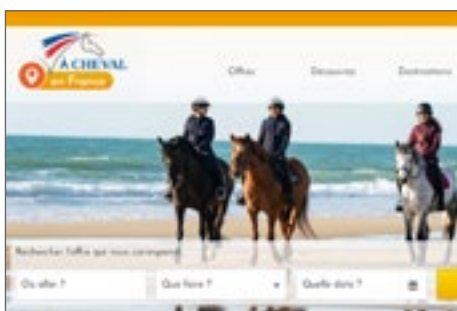 A CHEVAL
en France
Offres Découvrez Destinations
Rechercher l'offre qui vous correspond
Où aller ? Que faire ? Quelle date ?